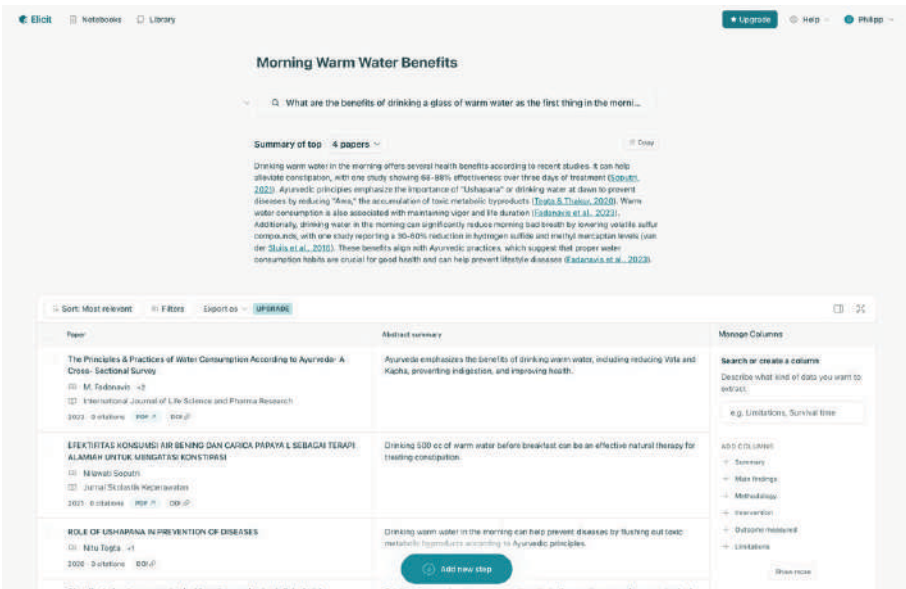 Elicit
Notebooks
Library
Upgrade
Help
Philipp
Morning Warm Water Benefits
What are the benefits of drinking a glass of warm water as the first thing in the morni...
Summary of top 4 papers
Copy
Drinking warm water in the morning offers several health benefits according to recent studies. It can help
alleviate constipation, with one study showing 66-88% effectiveness over three days of treatment (Soputri,
2021). Ayurvedic principles emphasize the importance of "Ushapana" or drinking water at dawn to prevent
diseases by reducing "Ama," the accumulation of toxic metabolic byproducts (Togta & Thakur, 2020). Warm
water consumption is also associated with maintaining vigor and life duration (Fadanavis et al., 2023).
Additionally, drinking water in the morning can significantly reduce morning bad breath by lowering volatile sulfur
compounds, with one study reporting a 30-60% reduction in hydrogen sulfide and methyl mercaptan levels (van
der Sluijs et al., 2016). These benefits align with Ayurvedic practices, which suggest that proper water
consumption habits are crucial for good health and can help prevent lifestyle diseases (Fadanavis et al., 2023).
Sort: Most relevant
Filters
Export as
UPGRADE
Paper
Abstract summary
Manage Columns
The Principles & Practices of Water Consumption According to Ayurveda- A
Cross- Sectional Survey
M. Fadanavis +2
International Journal of Life Science and Pharma Research
2023 0 citations PDF DOI
Ayurveda emphasizes the benefits of drinking warm water, including reducing Vata and
Kapha, preventing indigestion, and improving health.
Search or create a column
Describe what kind of data you want to
extract.
e.g. Limitations, Survival time
EFEKTIFITAS KONSUMSI AIR BENING DAN CARICA PAPAYA L SEBAGAI TERAPI
ALAMIAH UNTUK MENGATASI KONSTIPASI
Nilawati Soputri
Jurnal Skolastik Keperawatan
2021 0 citations PDF DOI
Drinking 500 cc of warm water before breakfast can be an effective natural therapy for
treating constipation.
ADD COLUMNS
Summary
Main findings
Methodology
Intervention
Outcome measured
Limitations
Show more
ROLE OF USHAPANA IN PREVENTION OF DISEASES
Nitu Togta +1
2020 0 citations DOI
Drinking warm water in the morning can help prevent diseases by flushing out toxic
metabolic byproducts according to Ayurvedic principles.
Add new step